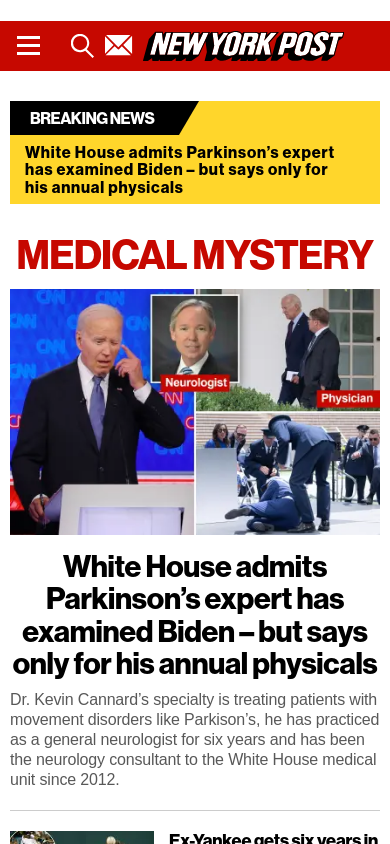 NEW YORK POST
BREAKING NEWS
White House admits Parkinson's expert
has examined Biden – but says only for
his annual physicals
MEDICAL MYSTERY
CNN
Neurologist
Physician
White House admits
Parkinson's expert has
examined Biden – but says
only for his annual physicals
Dr. Kevin Cannard's specialty is treating patients with
movement disorders like Parkison's, he has practiced
as a general neurologist for six years and has been
the neurology consultant to the White House medical
unit since 2012.
Ex-Yankee gets six years in